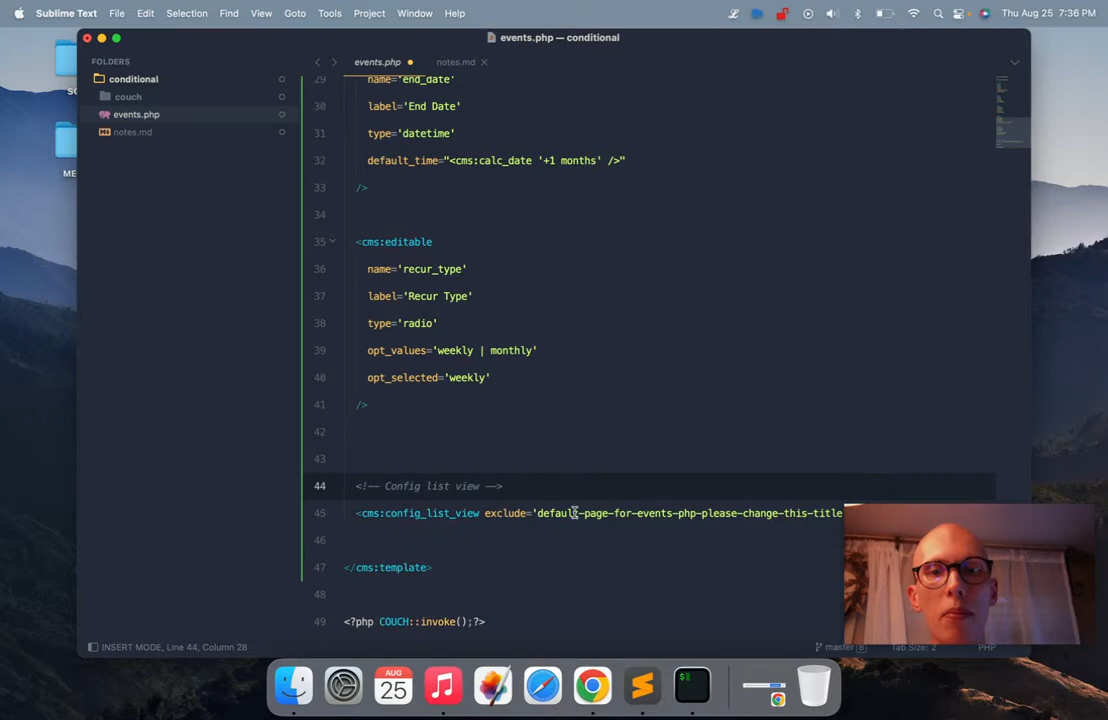 Sublime Text File Edit Selection Find View Goto Tools Project Window Help
Thu Aug 25 7:36 PM
events.php — conditional
FOLDERS
conditional
couch
events.php
notes.md
events.php
notes.md
29 name='end_date'
30 label='End Date'
31 type='datetime'
32 default_time="<cms:calc_date '+1 months' />"
33 />
34
35 <cms:editable
36 name='recur_type'
37 label='Recur Type'
38 type='radio'
39 opt_values='weekly | monthly'
40 opt_selected='weekly'
41 />
42
43
44 <!-- Config list view -->
45 <cms:config_list_view exclude='default-page-for-events-php-please-change-this-title
46
47 </cms:template>
48
49 <?php COUCH::invoke();?>
INSERT MODE, Line 44, Column 28
master 8
Tab Size: 2
PHP
AUG
25